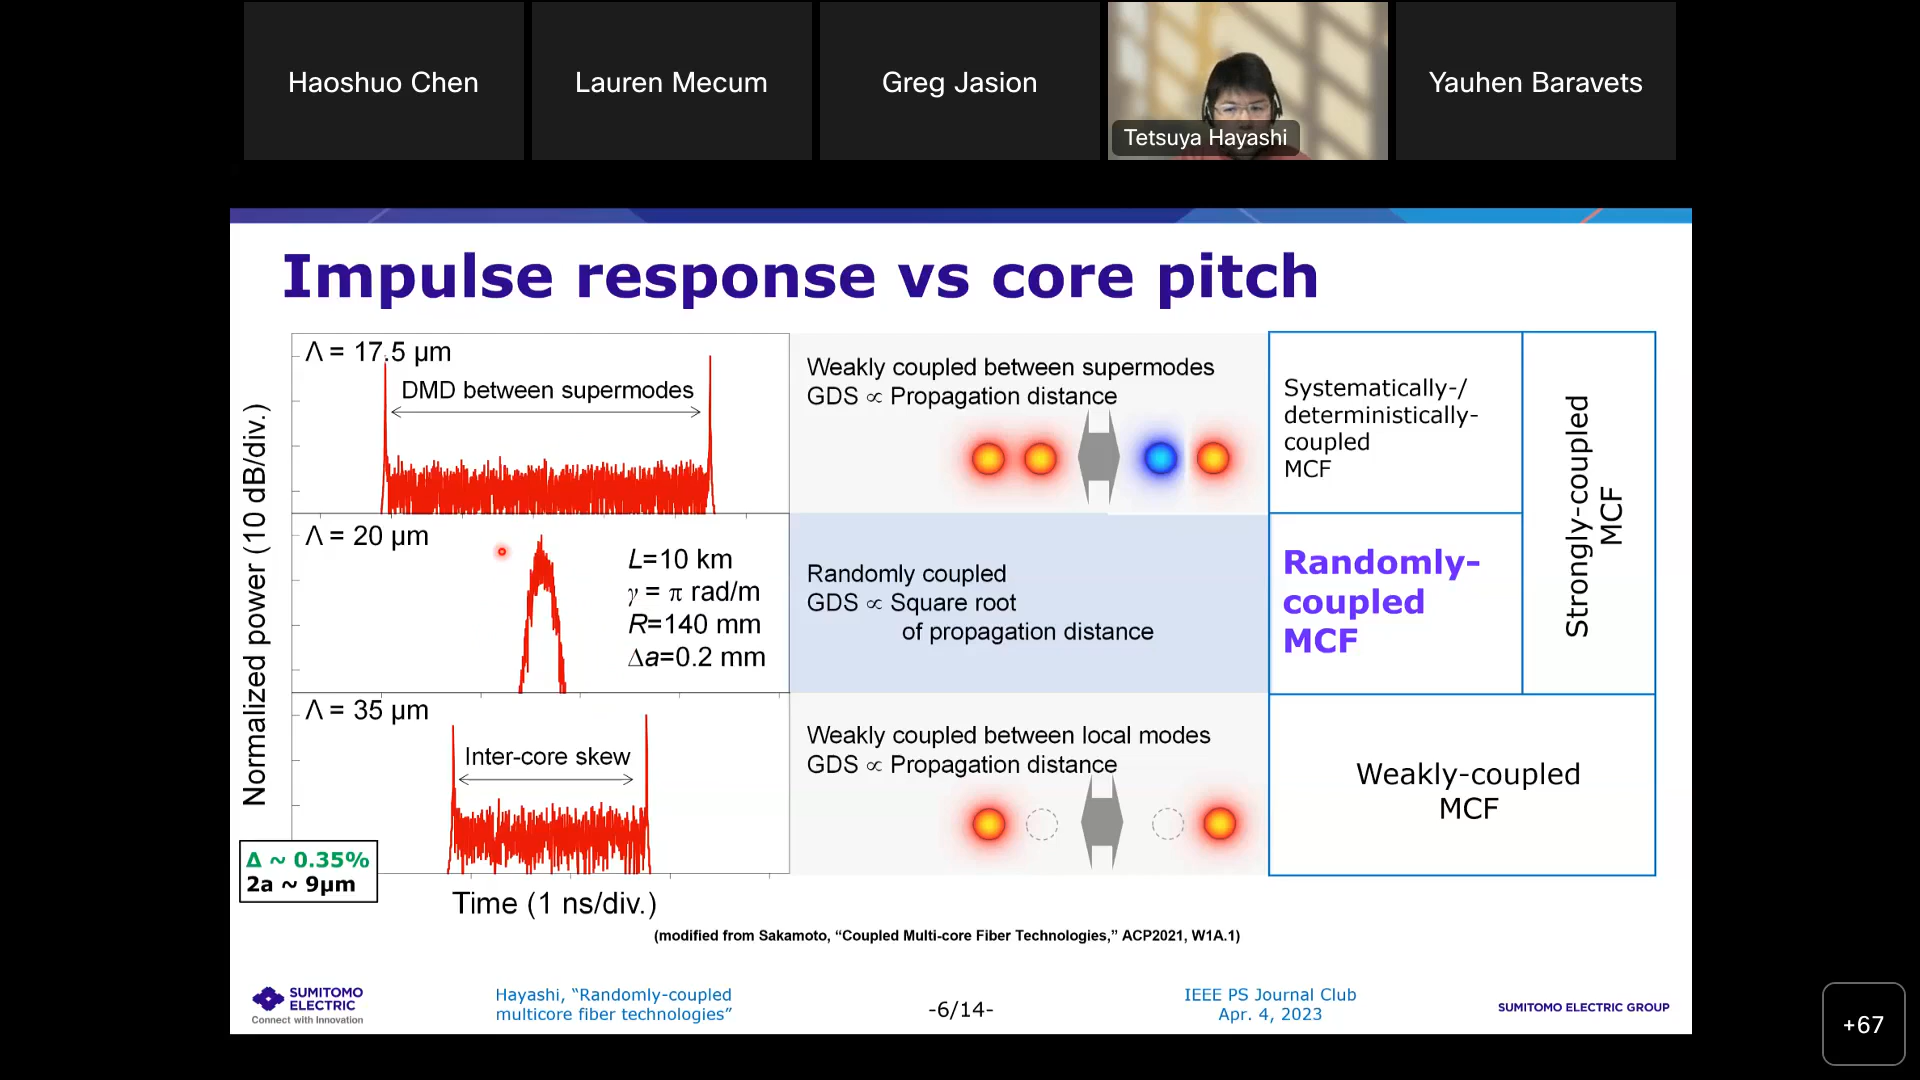 Haoshuo Chen
Lauren Mecum
Greg Jasion
Tetsuya Hayashi
Yauhen Baravets
Impulse response vs core pitch
Normalized power (10 dB/div.)
Λ = 17.5 μm
DMD between supermodes
Weakly coupled between supermodes
GDS ∝ Propagation distance
Systematically-/
deterministically-
coupled
MCF
Strongly-coupled
MCF
Λ = 20 μm
L=10 km
γ = π rad/m
R=140 mm
Δa=0.2 mm
Randomly coupled
GDS ∝ Square root
of propagation distance
Randomly-
coupled
MCF
Λ = 35 μm
Inter-core skew
Weakly coupled between local modes
GDS ∝ Propagation distance
Weakly-coupled
MCF
Δ ~ 0.35%
2a ~ 9μm
Time (1 ns/div.)
(modified from Sakamoto, “Coupled Multi-core Fiber Technologies,” ACP2021, W1A.1)
SUMITOMO
ELECTRIC
Connect with Innovation
Hayashi, “Randomly-coupled
multicore fiber technologies”
-6/14-
IEEE PS Journal Club
Apr. 4, 2023
SUMITOMO ELECTRIC GROUP
+67